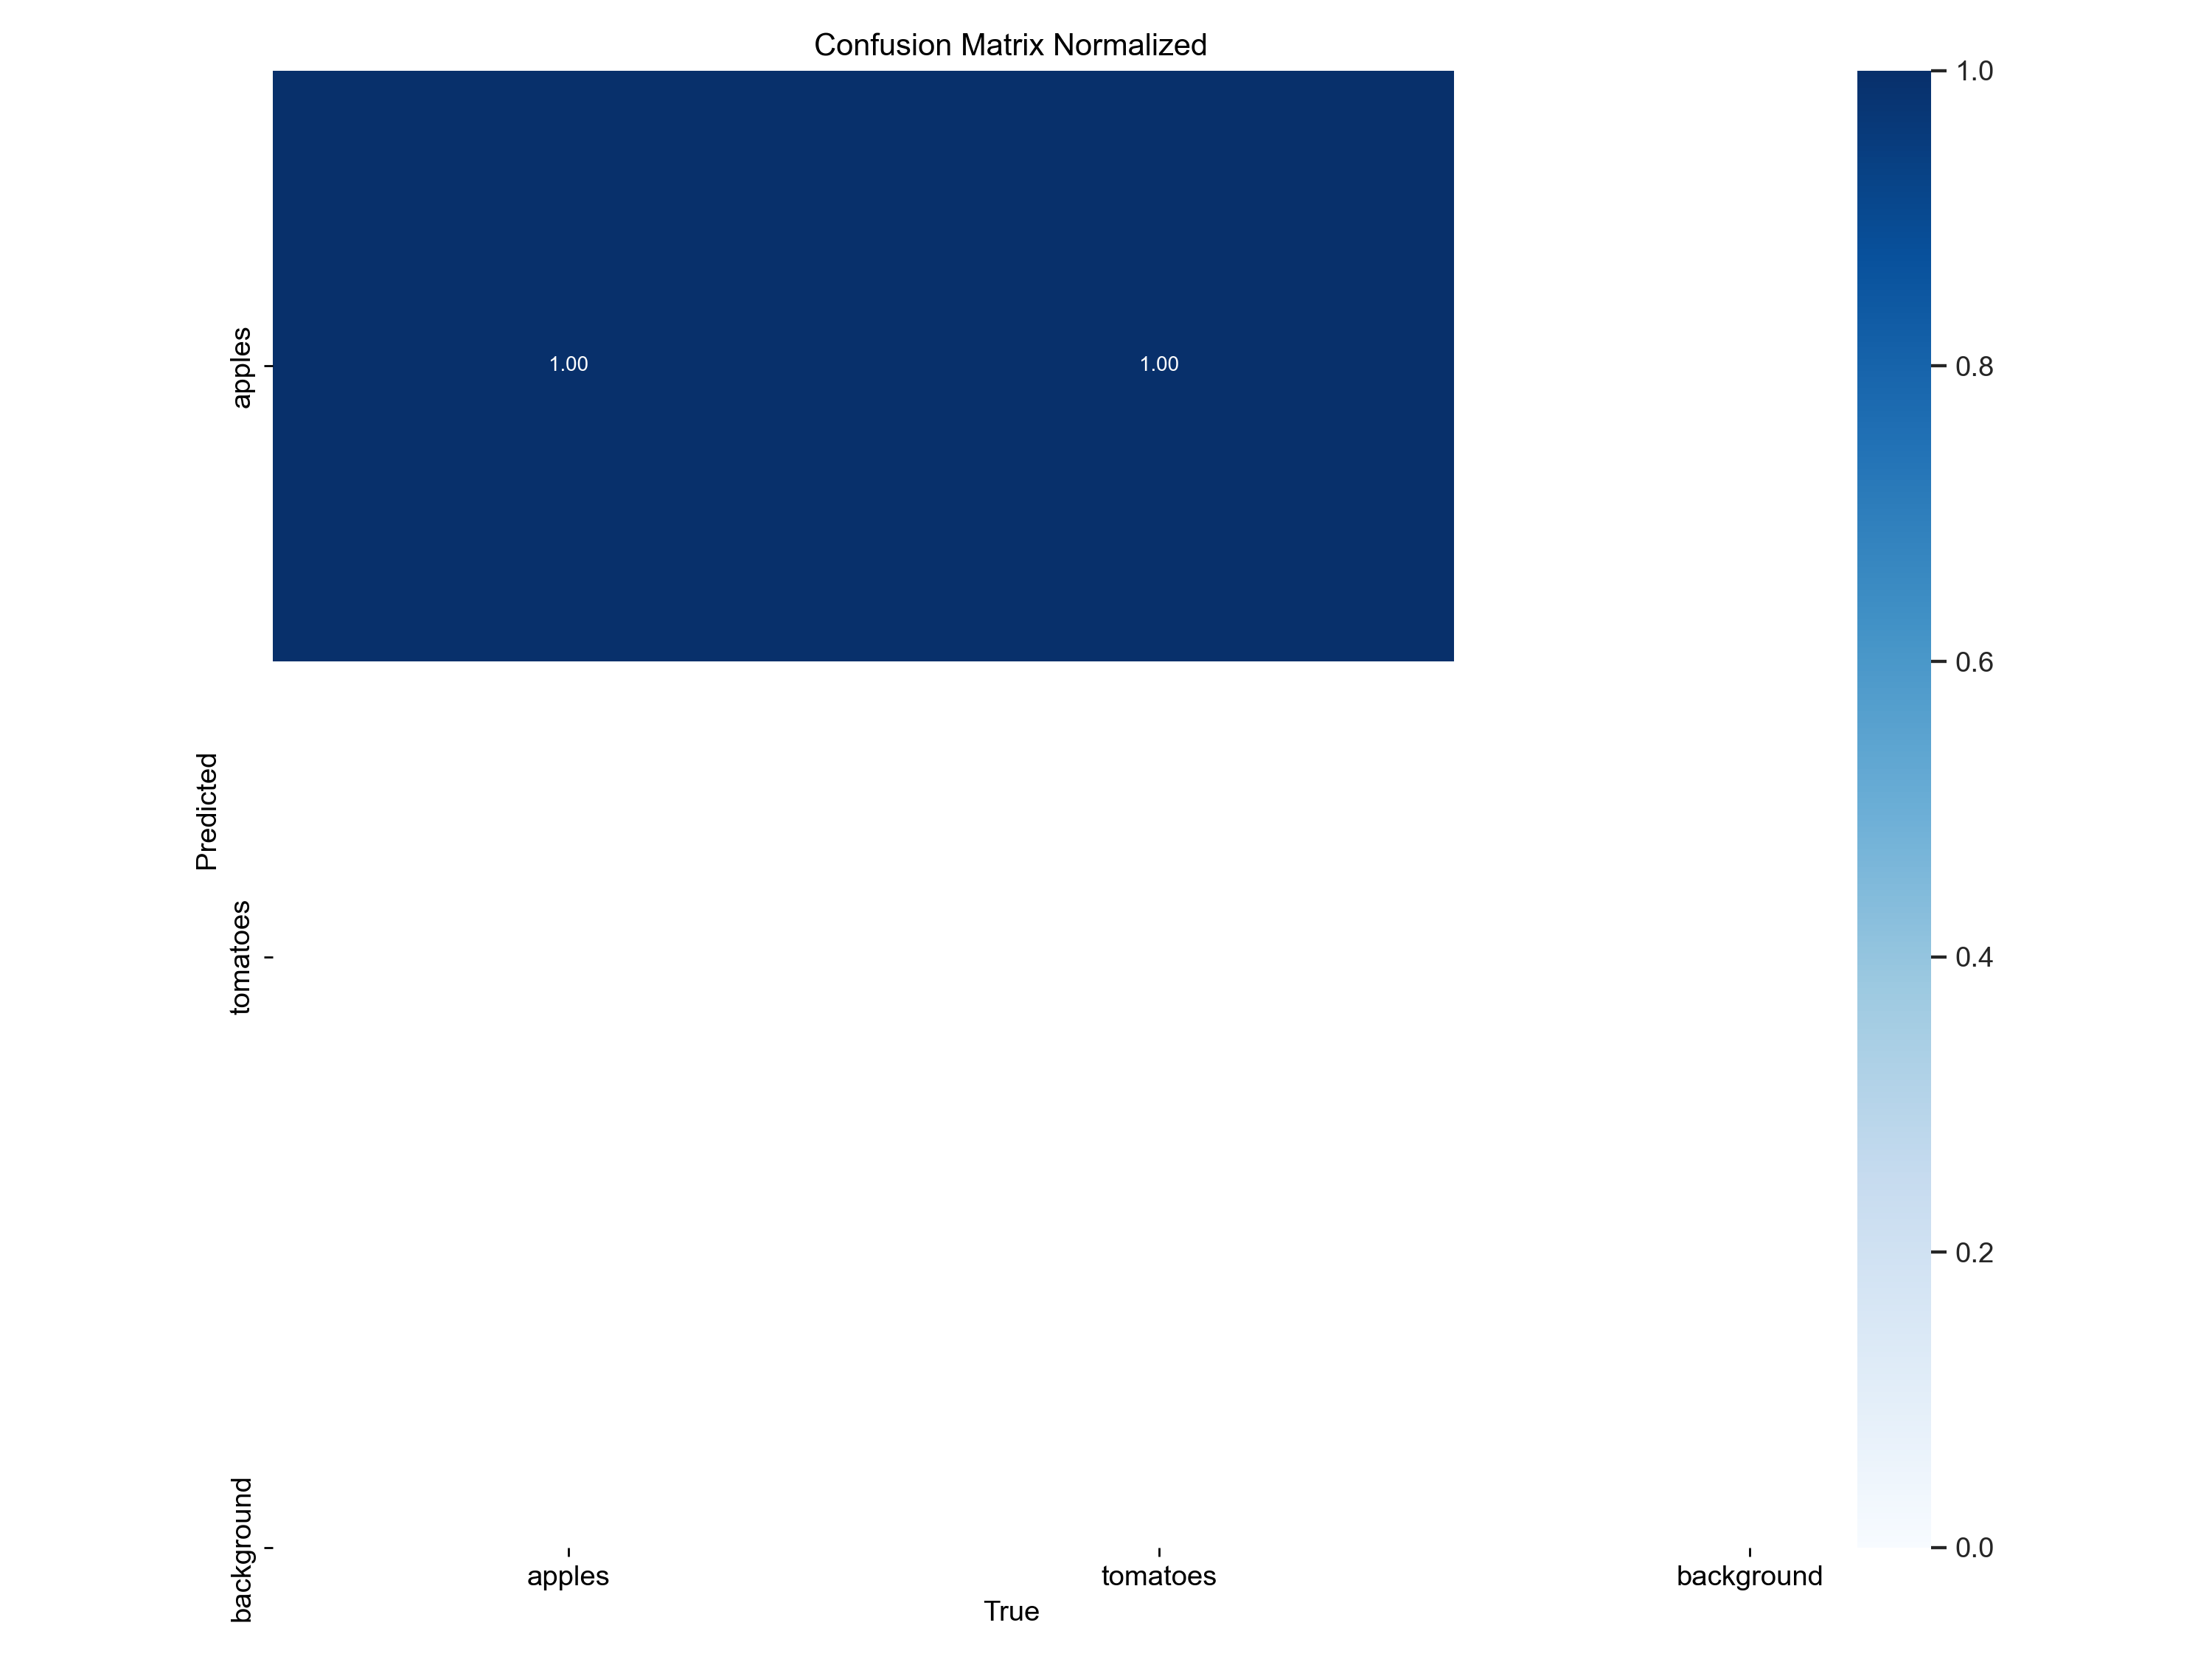 Confusion Matrix Normalized
1.0
apples
1.00
1.00
0.8
0.6
Predicted
tomatoes
0.4
0.2
background
0.0
apples
tomatoes
background
True